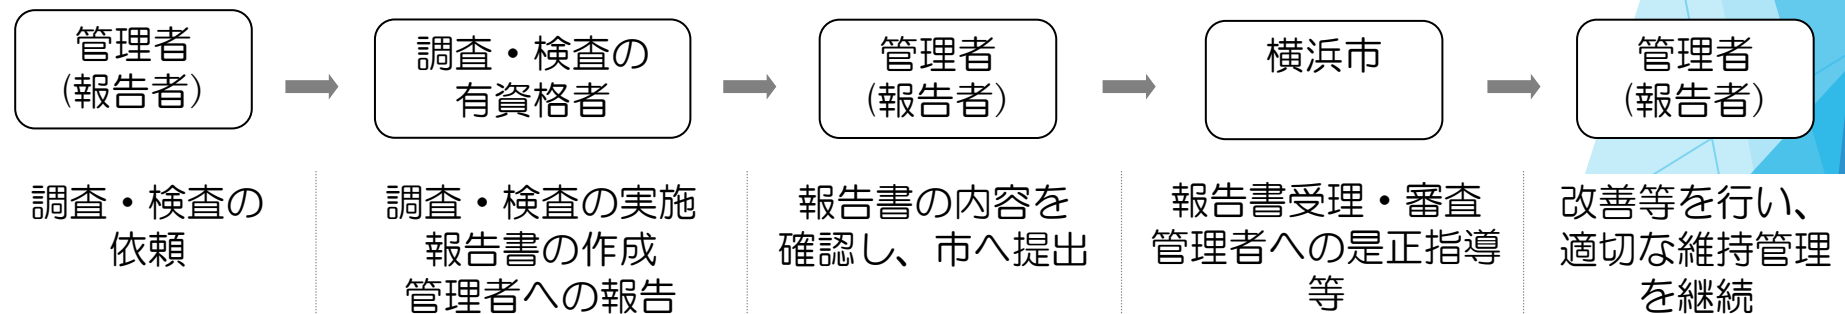 管理者
(報告者)
調査・検査の
有資格者
管理者
(報告者)
横浜市
管理者
(報告者)
調査・検査の
依頼
調査・検査の実施
報告書の作成
管理者への報告
報告書の内容を
確認し、市へ提出
報告書受理・審査
管理者への是正指導
等
改善等を行い、
適切な維持管理
を継続